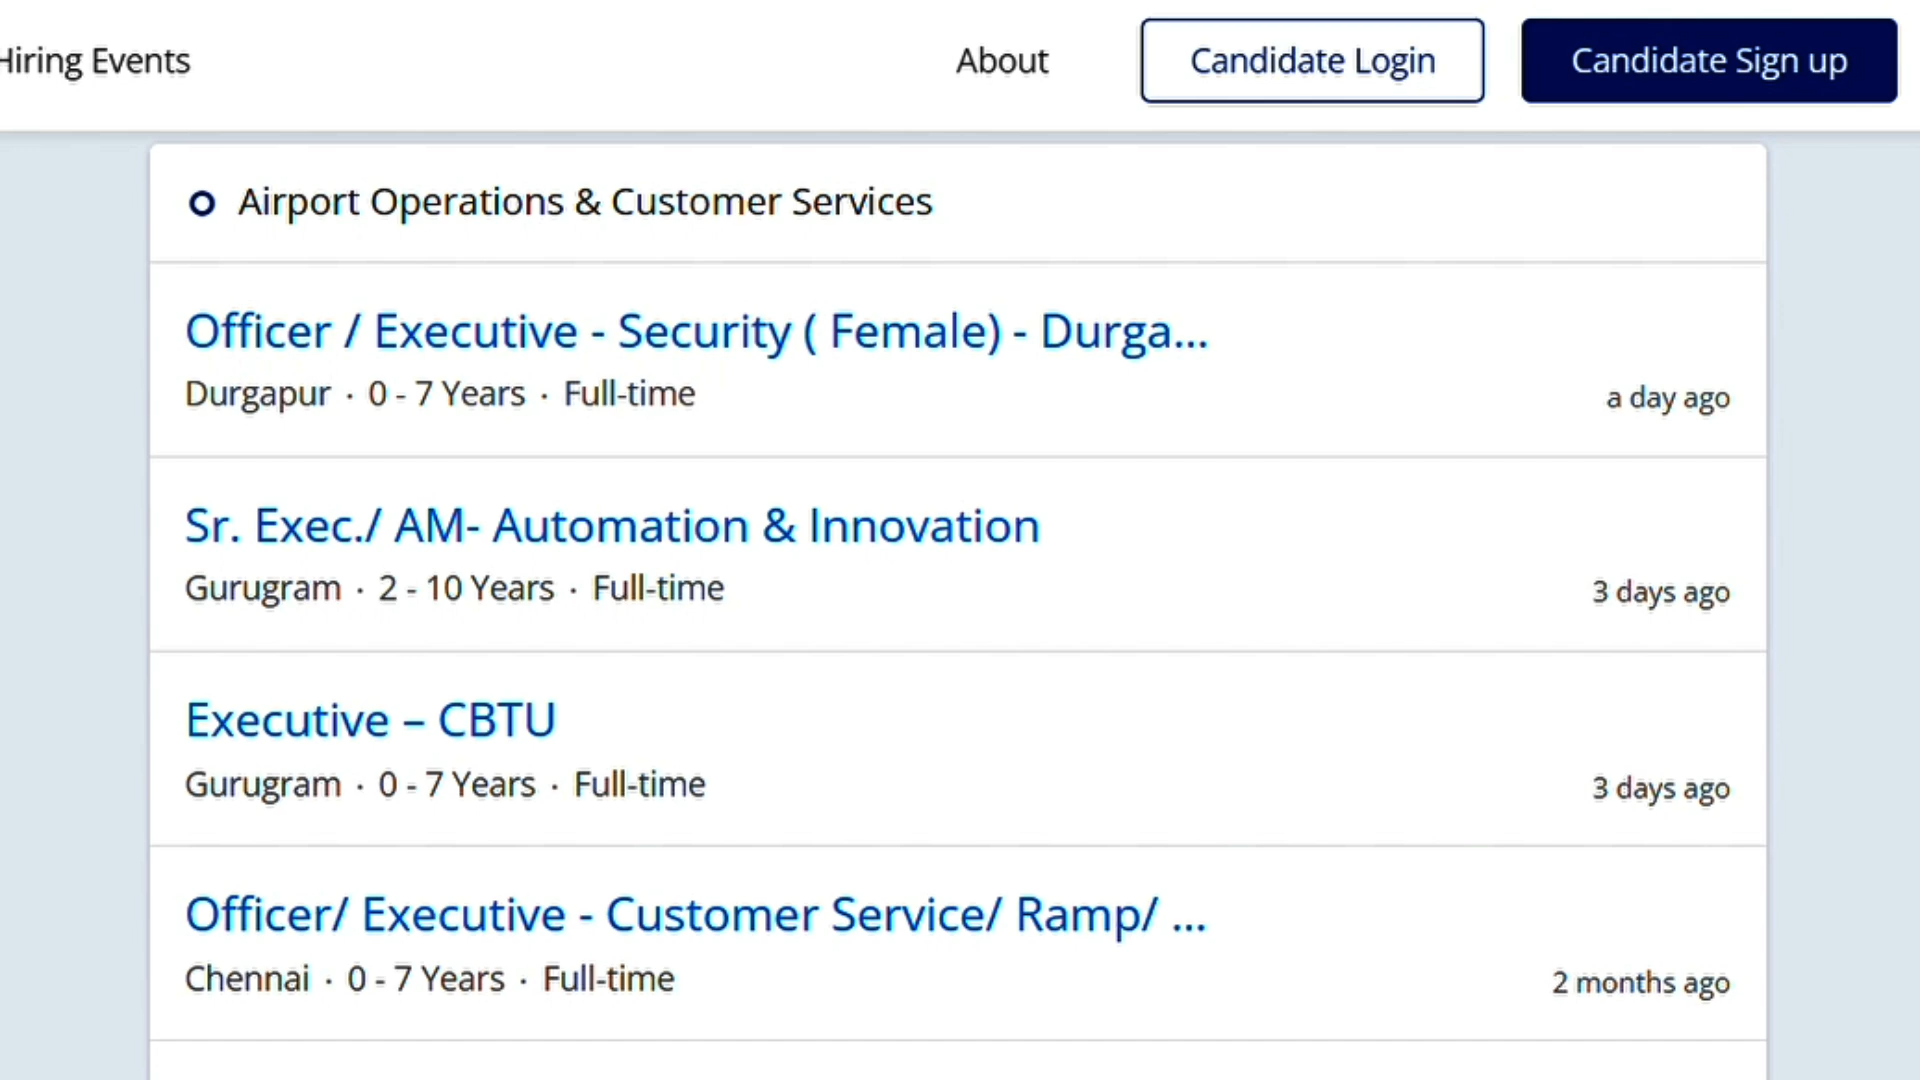 Hiring Events
About
Candidate Login
Candidate Sign up
Airport Operations & Customer Services
Officer / Executive - Security ( Female) - Durga...
Durgapur · 0 - 7 Years · Full-time
a day ago
Sr. Exec./ AM- Automation & Innovation
Gurugram · 2 - 10 Years · Full-time
3 days ago
Executive – CBTU
Gurugram · 0 - 7 Years · Full-time
3 days ago
Officer/ Executive - Customer Service/ Ramp/ ...
Chennai · 0 - 7 Years · Full-time
2 months ago